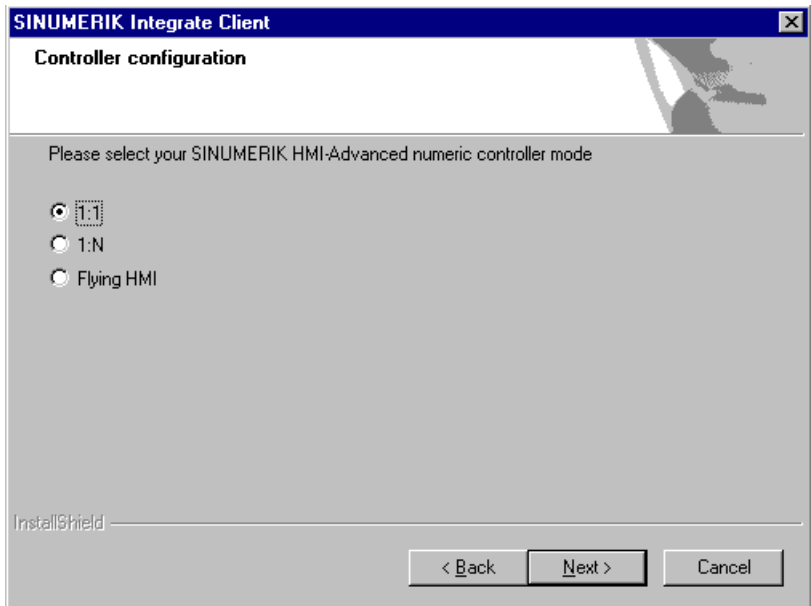 SINUMERIK Integrate Client
Controller configuration
Please select your SINUMERIK HMI-Advanced numeric controller mode
1:1
1:N
Flying HMI
InstallShield
< Back Next > Cancel